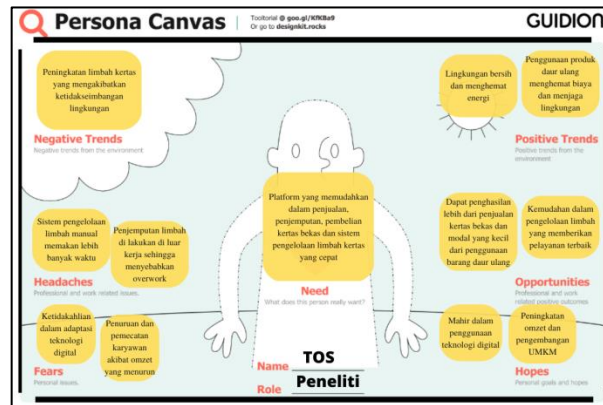 Persona Canvas
Tooltorial @ goo.gl/KfKBa9
Or go to designkit.rocks
GUIDION
Peningkatan limbah kertas
yang mengakibatkan
ketidakseimbangan
lingkungan
Negative Trends
Negative trends from the environment
Lingkungan bersih
dan menghemat
energi
Penggunaan produk
daur ulang
menghemat biaya
dan menjaga
lingkungan
Positive Trends
Positive trends from the
environment
Sistem pengelolaan
limbah manual
memakan lebih
banyak waktu
Penjemputan limbah
di lakukan di luar
kerja sehingga
menyebabkan
overwork
Headaches
Professional and work related issues.
Platform yang memudahkan
dalam penjualan,
penjemputan, pembelian
kertas bekas dan sistem
pengelolaan limbah kertas
yang cepat
Need
What does this person really want?
Dapat penghasilan
lebih dari penjualan
kertas bekas dan
modal yang kecil
dari penggunaan
barang daur ulang
Kemudahan dalam
pengelolaan limbah
yang memberikan
pelayanan terbaik
Opportunities
Professional and work
related positive outcomes
Ketidakahlian
dalam adaptasi
teknologi
digital
Penuruan dan
pemecatan
karyawan
akibat omzet
yang menurun
Fears
Personal issues.
Name TOS
Role Peneliti
Mahir dalam
penggunaan
teknologi digital
Peningkatan
omzet dan
pengembangan
UMKM
Hopes
Personal goals and hopes